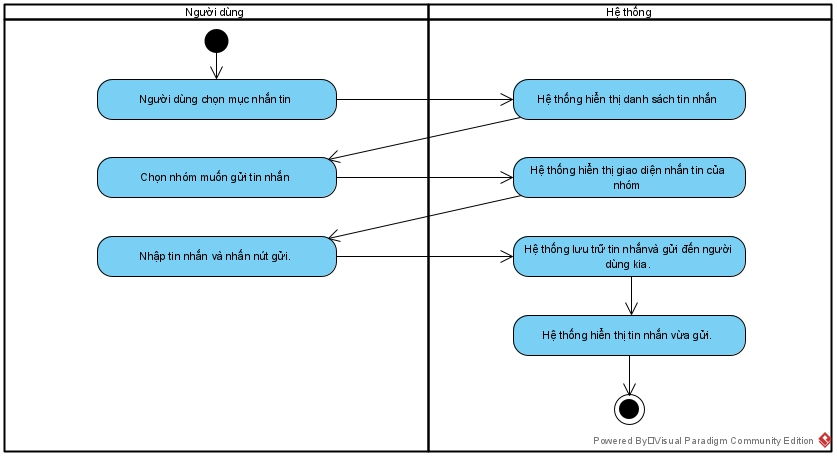 Người dùng
Hệ thống
Người dùng chọn mục nhắn tin
Hệ thống hiển thị danh sách tin nhắn
Chọn nhóm muốn gửi tin nhắn
Hệ thống hiển thị giao diện nhắn tin của
nhóm
Nhập tin nhắn và nhấn nút gửi.
Hệ thống lưu trữ tin nhắnvà gửi đến người
dùng kia.
Hệ thống hiển thị tin nhắn vừa gửi.
Powered By□Visual Paradigm Community Edition